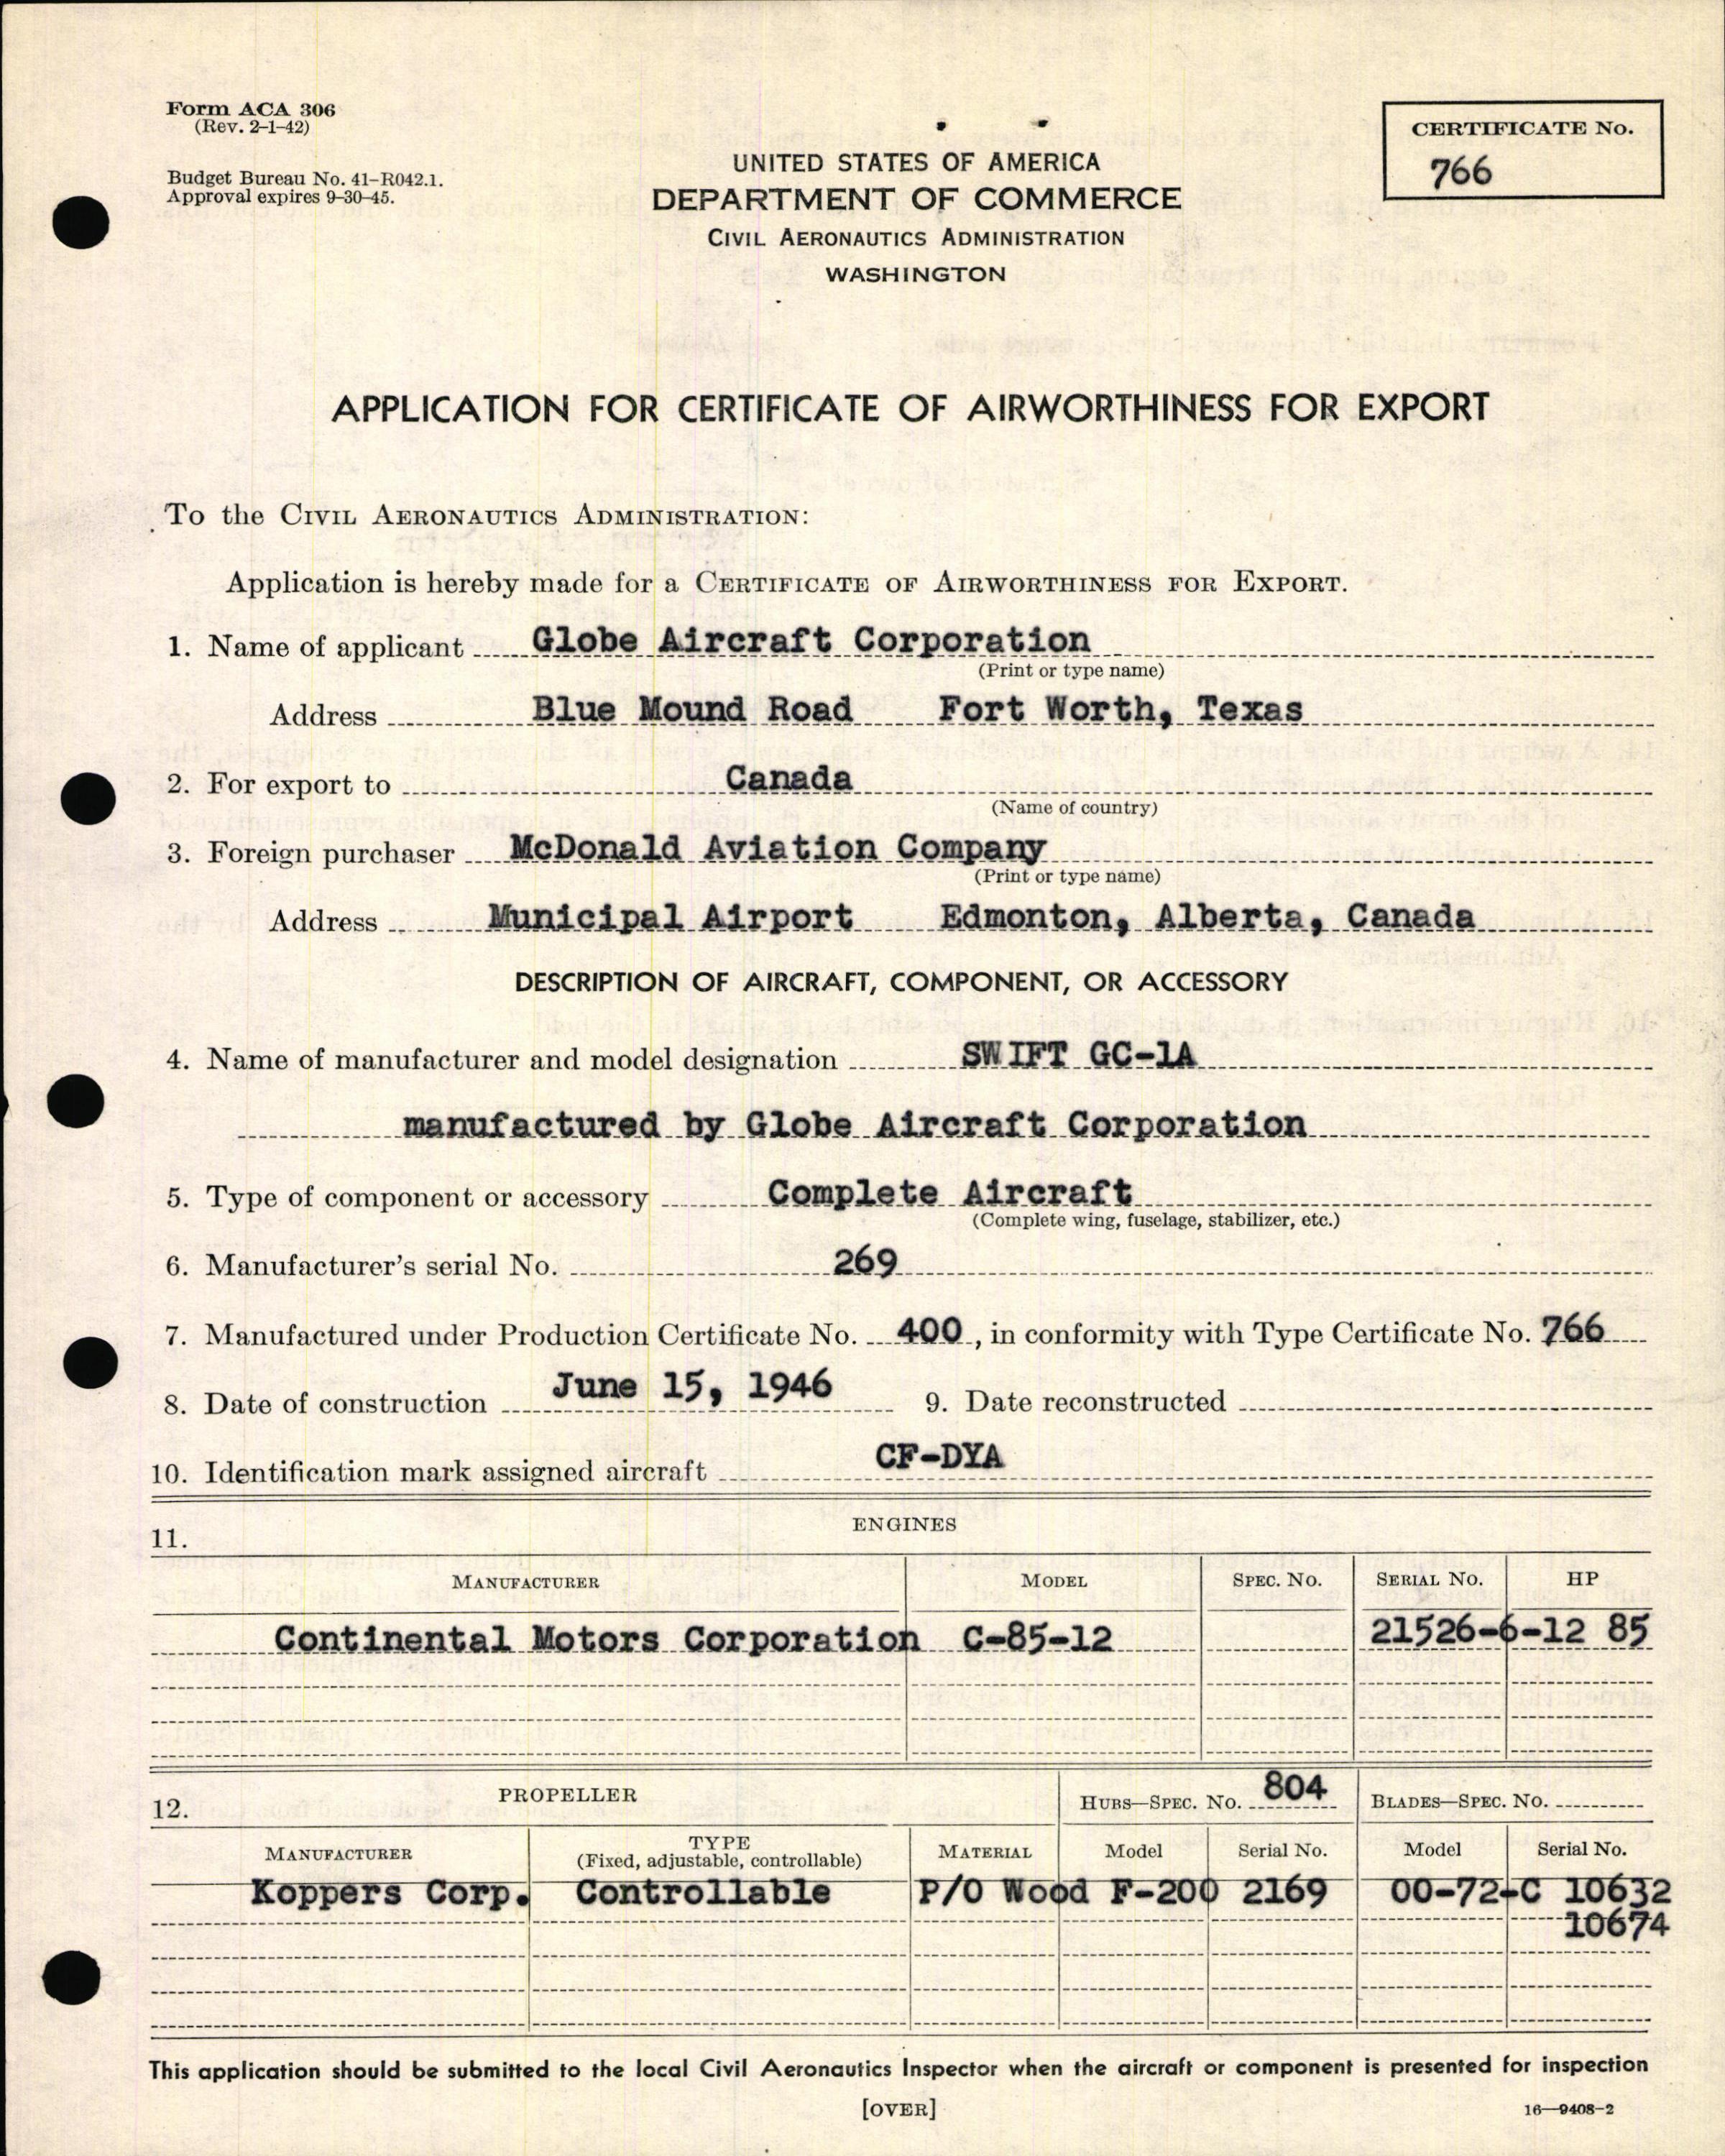 Form ACA 306
(Rev. 2-1-42)
Budget Bureau No. 41-R042.1.
Approval expires 9-30-45.
CERTIFICATE No.
766
UNITED STATES OF AMERICA
DEPARTMENT OF COMMERCE
CIVIL AERONAUTICS ADMINISTRATION
WASHINGTON
APPLICATION FOR CERTIFICATE OF AIRWORTHINESS FOR EXPORT
To the CIVIL AERONAUTICS ADMINISTRATION:
Application is hereby made for a CERTIFICATE OF AIRWORTHINESS FOR EXPORT.
1. Name of applicant Globe Aircraft Corporation
(Print or type name)
Address Blue Mound Road Fort Worth, Texas
2. For export to Canada
(Name of country)
3. Foreign purchaser McDonald Aviation Company
(Print or type name)
Address Municipal Airport Edmonton, Alberta, Canada
DESCRIPTION OF AIRCRAFT, COMPONENT, OR ACCESSORY
4. Name of manufacturer and model designation SWIFT GC-1A
manufactured by Globe Aircraft Corporation
5. Type of component or accessory Complete Aircraft
(Complete wing, fuselage, stabilizer, etc.)
6. Manufacturer's serial No. 269
7. Manufactured under Production Certificate No. 400, in conformity with Type Certificate No. 766
8. Date of construction June 15, 1946 9. Date reconstructed
10. Identification mark assigned aircraft CF-DYA
11. ENGINES
MANUFACTURER MODEL SPEC. NO. SERIAL NO. HP
Continental Motors Corporation C-85-12 21526-6-12 85
12. PROPELLER HUBS—SPEC. NO. 804 BLADES—SPEC. NO.
MANUFACTURER TYPE (Fixed, adjustable, controllable) MATERIAL Model Serial No. Model Serial No.
Koppers Corp. Controllable P/O Wood F-200 2169 00-72-C 10632
10674
This application should be submitted to the local Civil Aeronautics Inspector when the aircraft or component is presented for inspection
[OVER]
16—9408-2